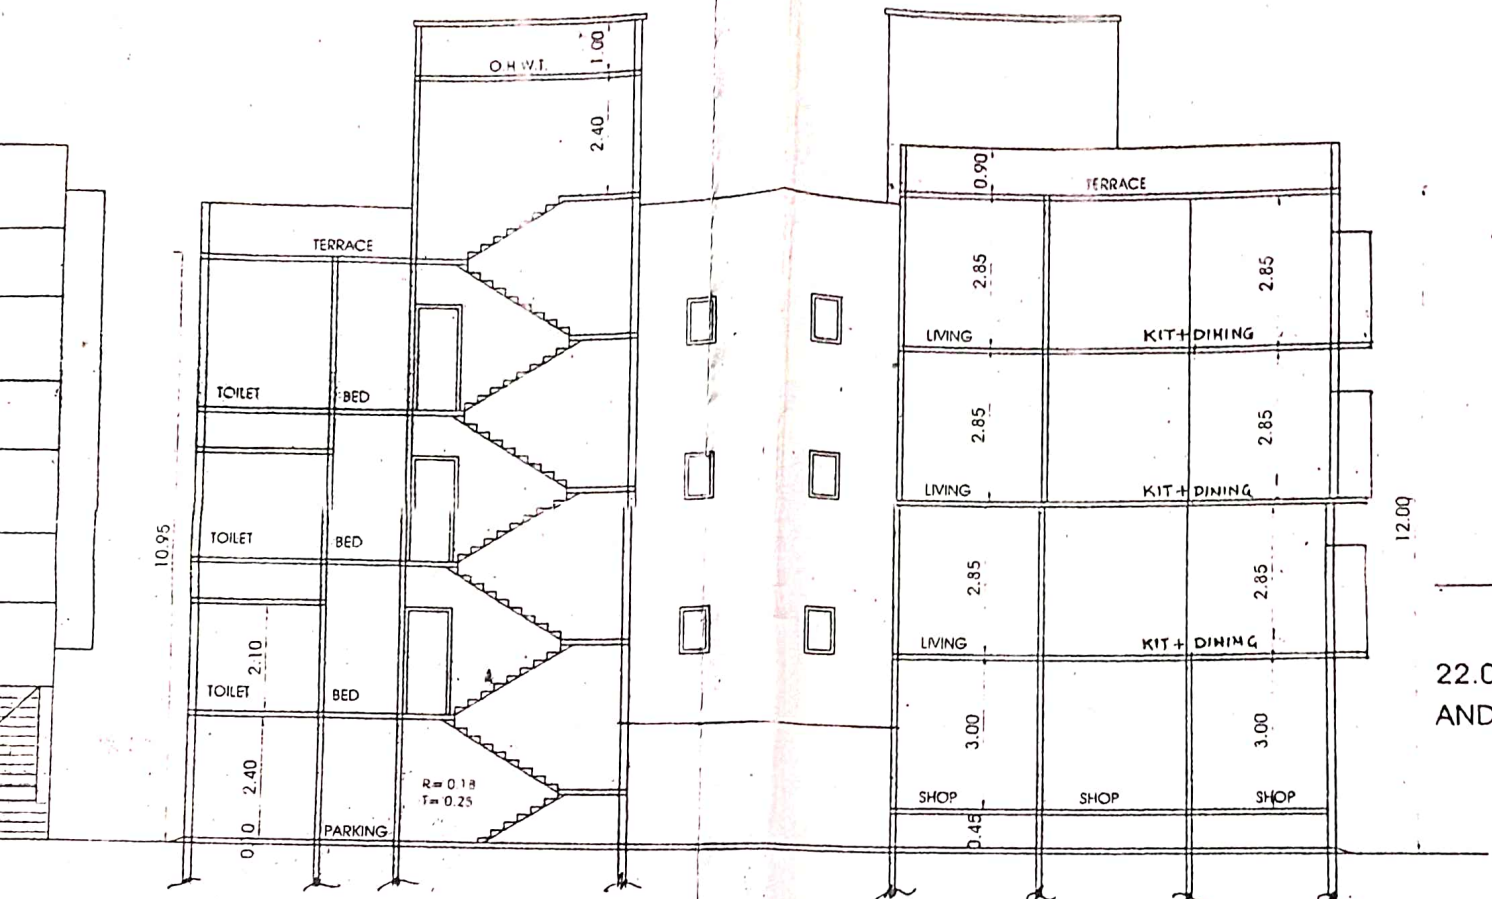 O.H.W.T.
1.00
2.40
0.90
TERRACE
TERRACE
2.85
2.85
LIVING
KIT+DINING
TOILET
BED
2.85
2.85
LIVING
KIT+DINING
10.95
12.00
TOILET
BED
2.85
2.85
LIVING
KIT+DINING
2.10
TOILET
BED
22.0
AND
3.00
3.00
2.40
R= 0.18
T= 0.25
SHOP
SHOP
SHOP
0.10
PARKING
0.45